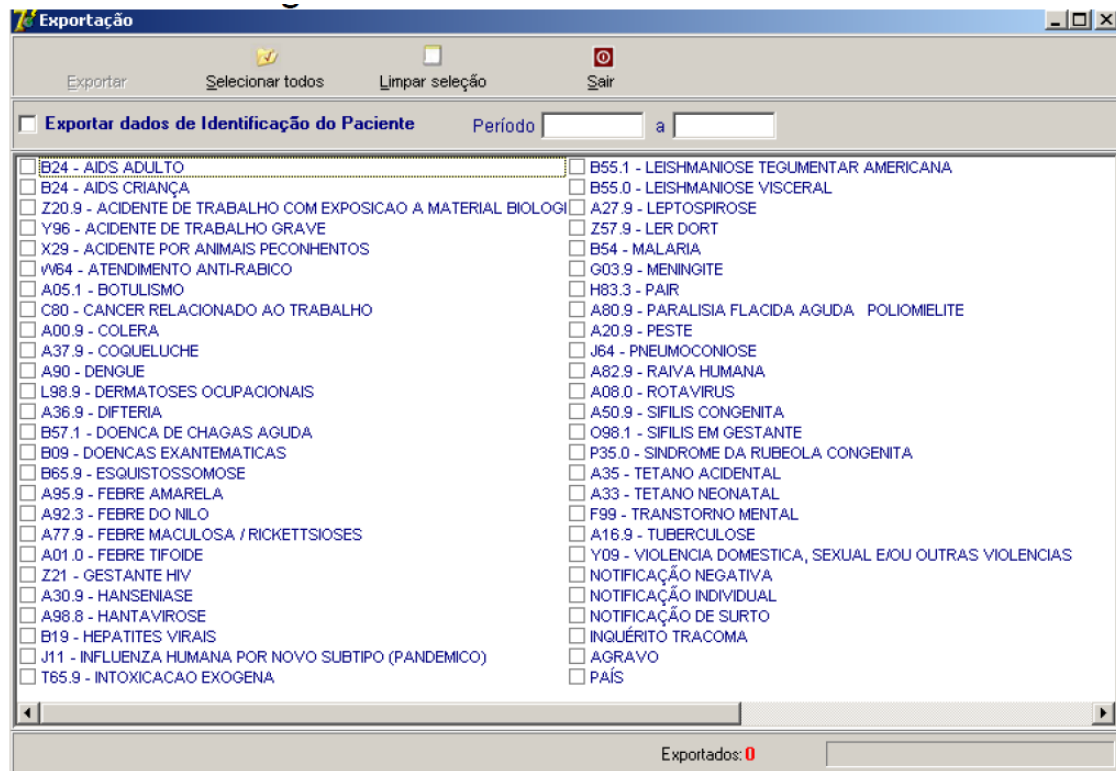 Exportação
Exportar Selecionar todos Limpar seleção Sair
Exportar dados de Identificação do Paciente Período a
B24 - AIDS ADULTO
B24 - AIDS CRIANÇA
Z20.9 - ACIDENTE DE TRABALHO COM EXPOSICAO A MATERIAL BIOLOGI
Y96 - ACIDENTE DE TRABALHO GRAVE
X29 - ACIDENTE POR ANIMAIS PECONHENTOS
W64 - ATENDIMENTO ANTI-RABICO
A05.1 - BOTULISMO
C80 - CANCER RELACIONADO AO TRABALHO
A00.9 - COLERA
A37.9 - COQUELUCHE
A90 - DENGUE
L98.9 - DERMATOSES OCUPACIONAIS
A36.9 - DIFTERIA
B57.1 - DOENCA DE CHAGAS AGUDA
B09 - DOENCAS EXANTEMATICAS
B65.9 - ESQUISTOSSOMOSE
A95.9 - FEBRE AMARELA
A92.3 - FEBRE DO NILO
A77.9 - FEBRE MACULOSA / RICKETTSIOSES
A01.0 - FEBRE TIFOIDE
Z21 - GESTANTE HIV
A30.9 - HANSENIASE
A98.8 - HANTAVIROSE
B19 - HEPATITES VIRAIS
J11 - INFLUENZA HUMANA POR NOVO SUBTIPO (PANDEMICO)
T65.9 - INTOXICACAO EXOGENA
B55.1 - LEISHMANIOSE TEGUMENTAR AMERICANA
B55.0 - LEISHMANIOSE VISCERAL
A27.9 - LEPTOSPIROSE
Z57.9 - LER DORT
B54 - MALARIA
G03.9 - MENINGITE
H83.3 - PAIR
A80.9 - PARALISIA FLACIDA AGUDA POLIOMIELITE
A20.9 - PESTE
J64 - PNEUMOCONIOSE
A82.9 - RAIVA HUMANA
A08.0 - ROTAVIRUS
A50.9 - SIFILIS CONGENITA
O98.1 - SIFILIS EM GESTANTE
P35.0 - SINDROME DA RUBEOLA CONGENITA
A35 - TETANO ACIDENTAL
A33 - TETANO NEONATAL
F99 - TRANSTORNO MENTAL
A16.9 - TUBERCULOSE
Y09 - VIOLENCIA DOMESTICA, SEXUAL E/OU OUTRAS VIOLENCIAS
NOTIFICAÇÃO NEGATIVA
NOTIFICAÇÃO INDIVIDUAL
NOTIFICAÇÃO DE SURTO
INQUÉRITO TRACOMA
AGRAVO
PAÍS
Exportados: 0